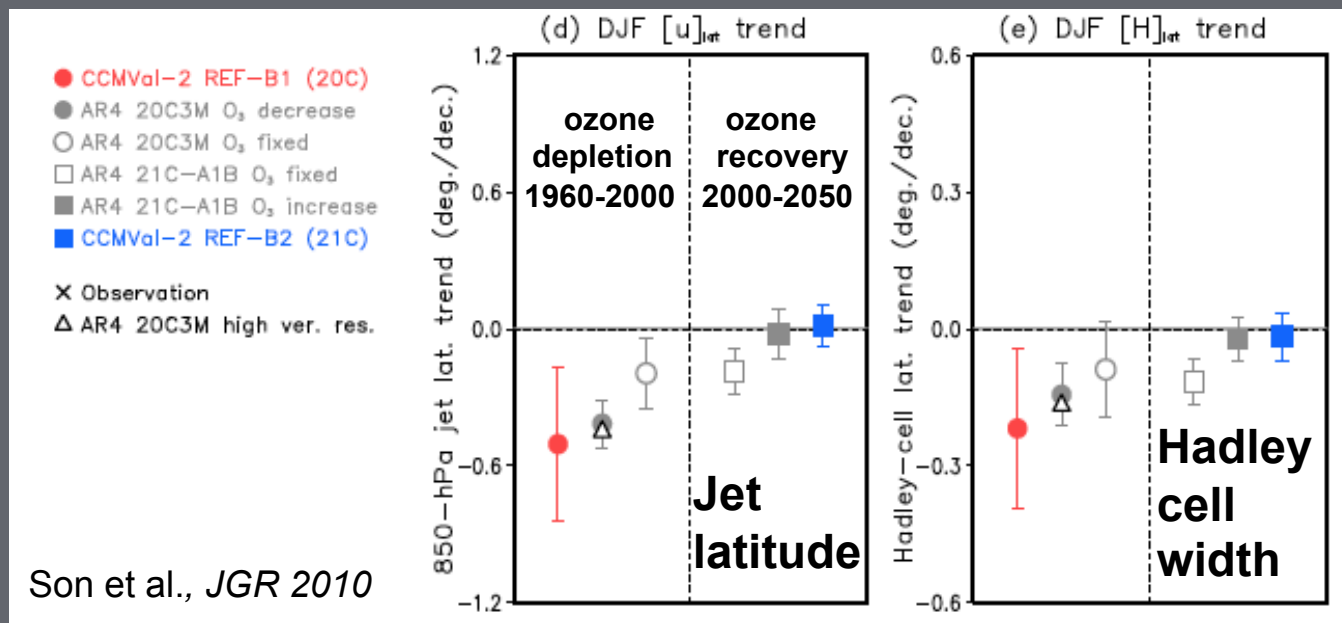 (d) DJF [u]lat trend
(e) DJF [H]lat trend
CCMVal-2 REF-B1 (20C)
AR4 20C3M O₃ decrease
AR4 20C3M O₃ fixed
AR4 21C-A1B O₃ fixed
AR4 21C-A1B O₃ increase
CCMVal-2 REF-B2 (21C)
Observation
AR4 20C3M high ver. res.
Son et al., JGR 2010
850-hPa jet lat. trend (deg./dec.)
1.2
0.6
0.0
-0.6
-1.2
ozone
depletion
1960-2000
ozone
recovery
2000-2050
Jet
latitude
Hadley-cell lat. trend (deg./dec.)
0.6
0.3
0.0
-0.3
-0.6
Hadley
cell
width